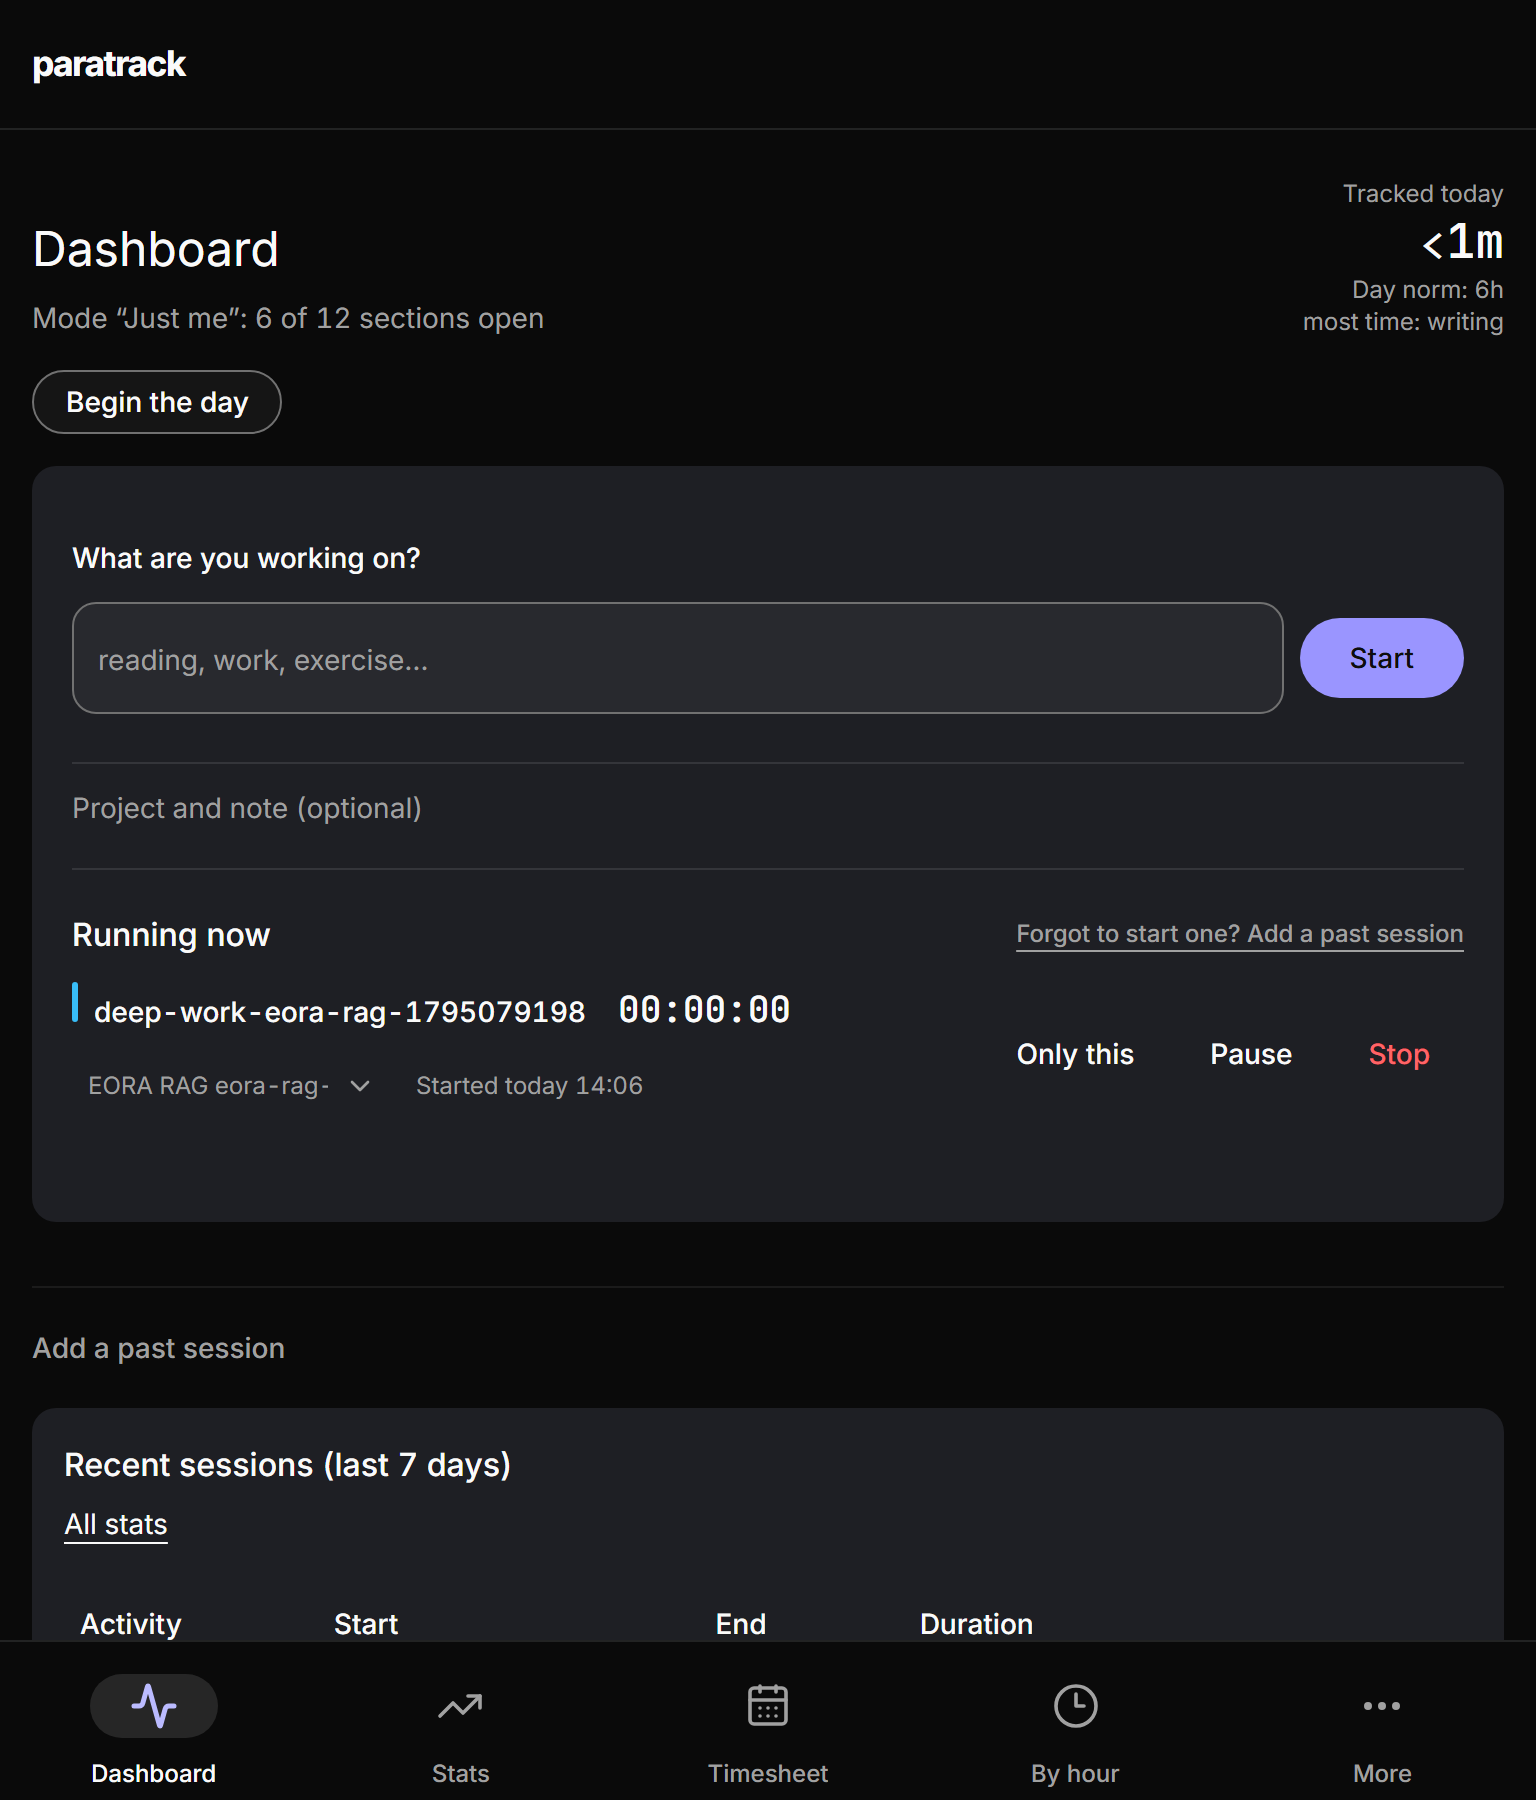 paratrack
Tracked today
<1m
Day norm: 6h
most time: writing
Dashboard
Mode “Just me”: 6 of 12 sections open
Begin the day
What are you working on?
reading, work, exercise...
Start
Project and note (optional)
Running now
Forgot to start one? Add a past session
deep-work-eora-rag-1795079198 00:00:00
Only this Pause Stop
EORA RAG eora-rag- Started today 14:06
Add a past session
Recent sessions (last 7 days)
All stats
Activity Start End Duration
Dashboard Stats Timesheet By hour More